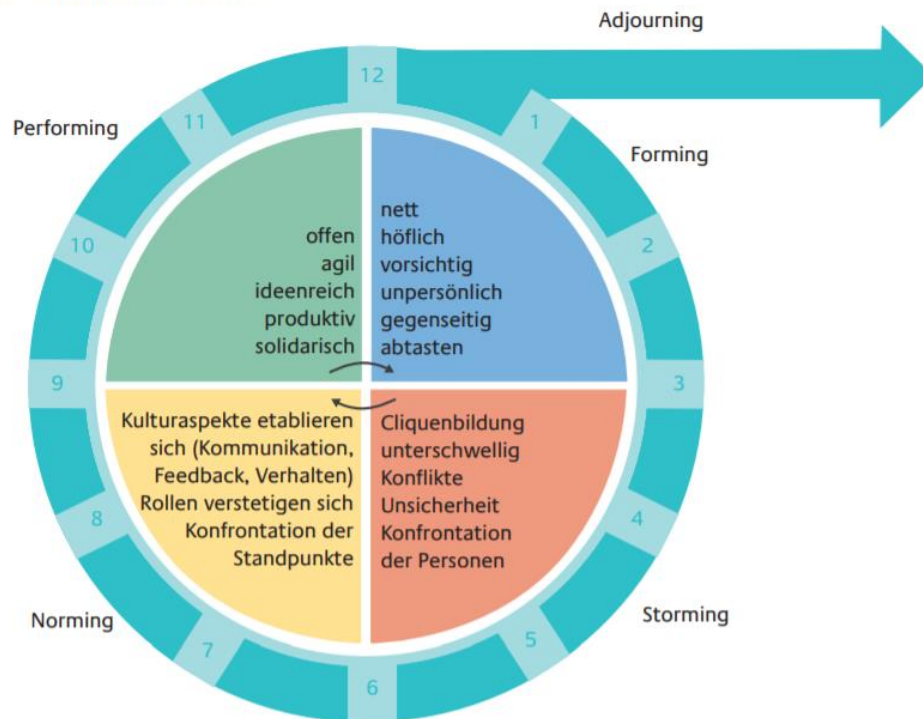 Adjourning
12
1
11
Performing
Forming
nett
höflich
vorsichtig
unpersönlich
gegenseitig
abtasten
offen
agil
ideenreich
produktiv
solidarisch
2
10
3
9
Kulturaspekte etablieren
sich (Kommunikation,
Feedback, Verhalten)
Rollen verstetigen sich
Konfrontation der
Standpunkte
Cliquenbildung
unterschwellig
Konflikte
Unsicherheit
Konfrontation
der Personen
4
8
Norming
Storming
5
7
6